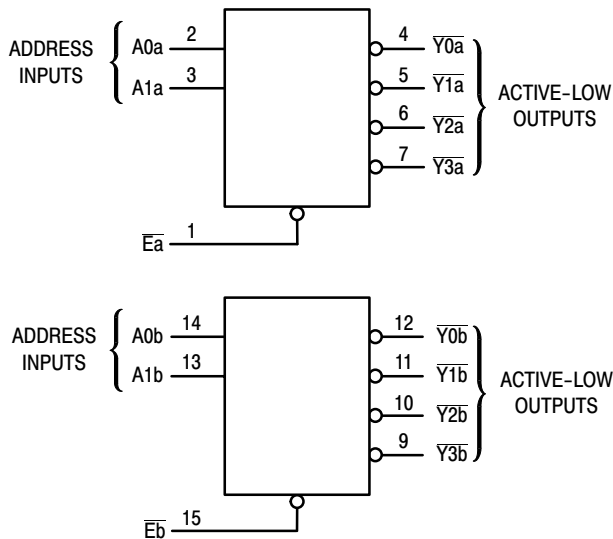 ADDRESS
INPUTS
A0a 2
A1a 3
4 Y0a
5 Y1a
6 Y2a
7 Y3a
ACTIVE-LOW
OUTPUTS
Ea 1
ADDRESS
INPUTS
A0b 14
A1b 13
12 Y0b
11 Y1b
10 Y2b
9 Y3b
ACTIVE-LOW
OUTPUTS
Eb 15